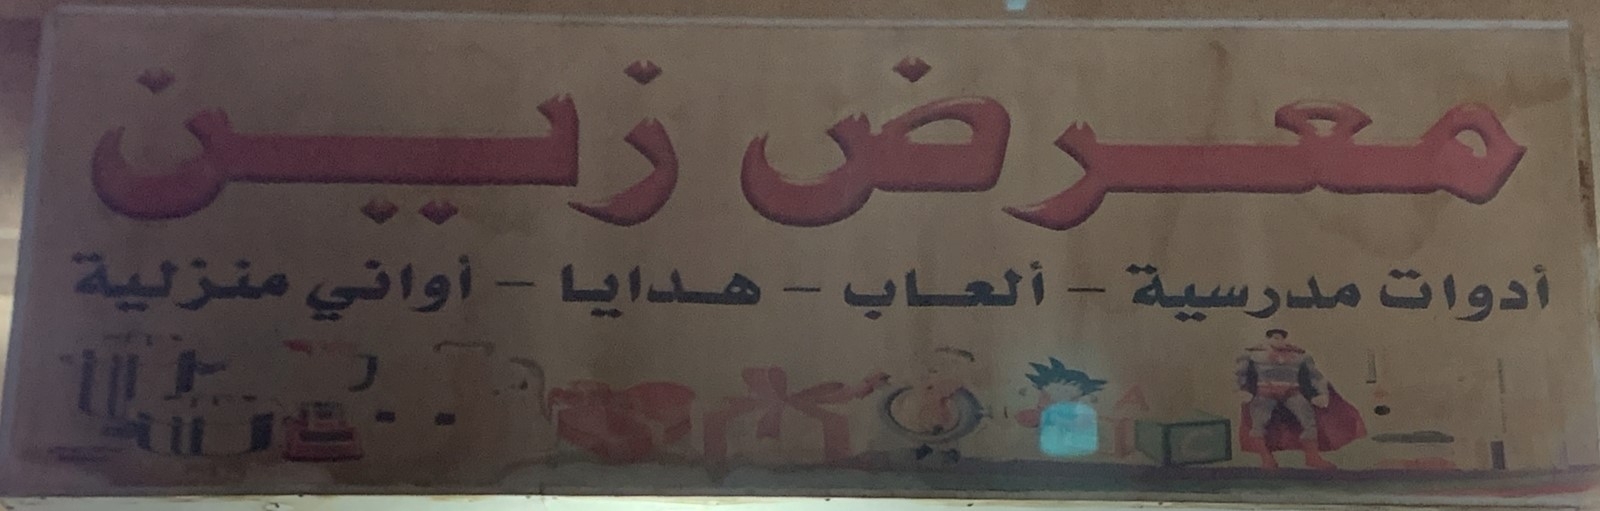 معرض زين
أدوات مدرسية - ألعاب - هدايا - أواني منزلية